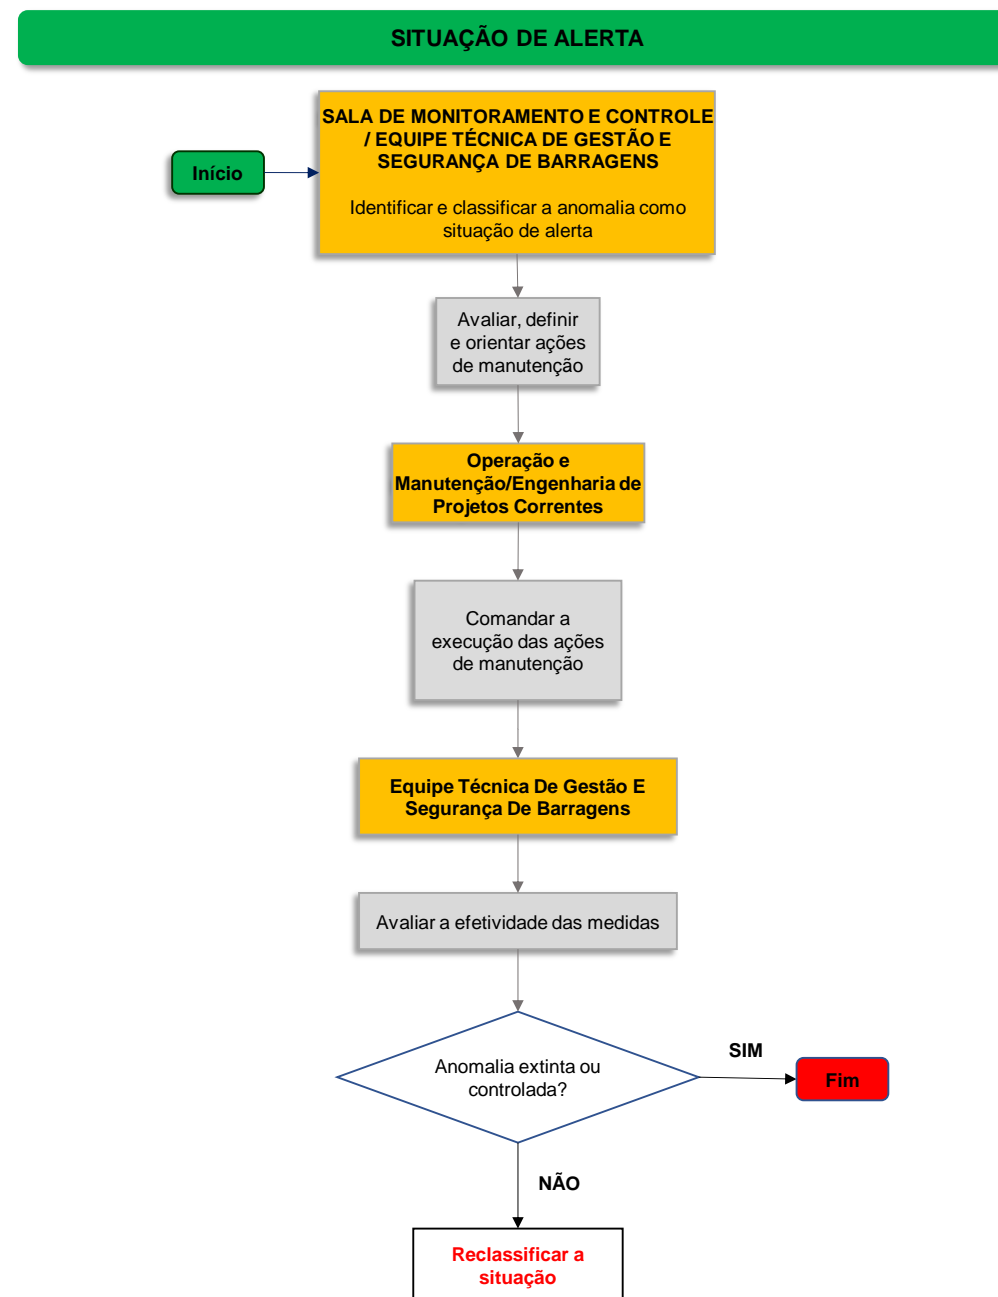 SITUAÇÃO DE ALERTA
SALA DE MONITORAMENTO E CONTROLE
/ EQUIPE TÉCNICA DE GESTÃO E
SEGURANÇA DE BARRAGENS
Início
Identificar e classificar a anomalia como
situação de alerta
Avaliar, definir
e orientar ações
de manutenção
Operação e
Manutenção/Engenharia de
Projetos Correntes
Comandar a
execução das ações
de manutenção
Equipe Técnica De Gestão E
Segurança De Barragens
Avaliar a efetividade das medidas
Anomalia extinta ou
controlada?
SIM
Fim
NÃO
Reclassificar a
situação